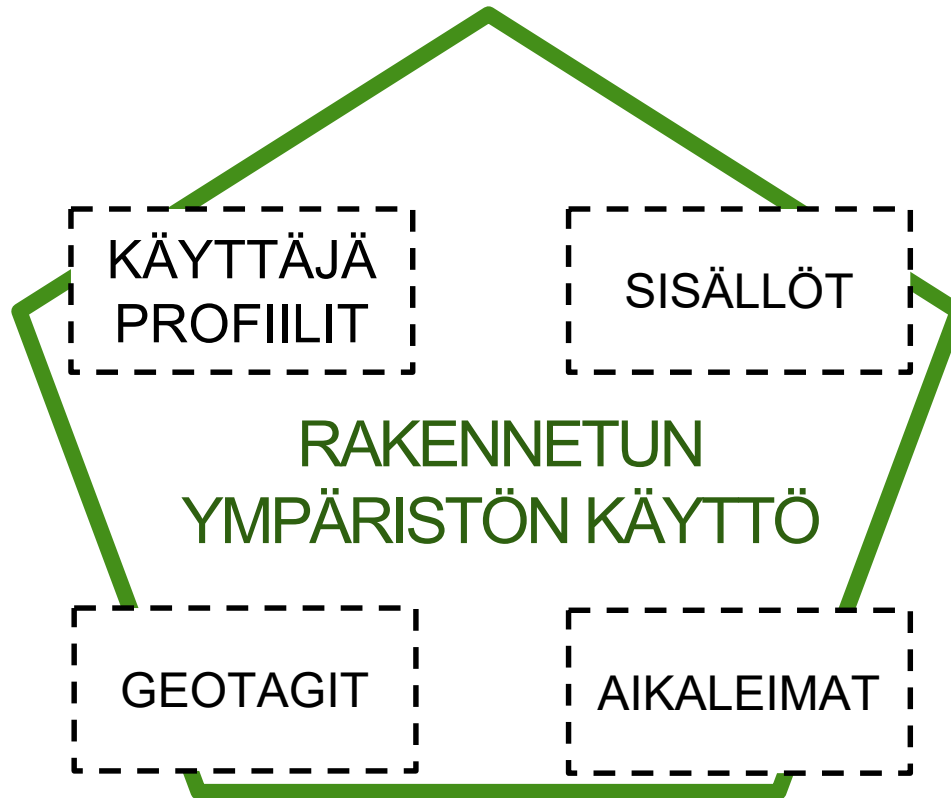 KÄYTTÄJÄ
PROFIILIT
SISÄLLÖT
RAKENNETUN
YMPÄRISTÖN KÄYTTÖ
GEOTAGIT
AIKALEIMAT